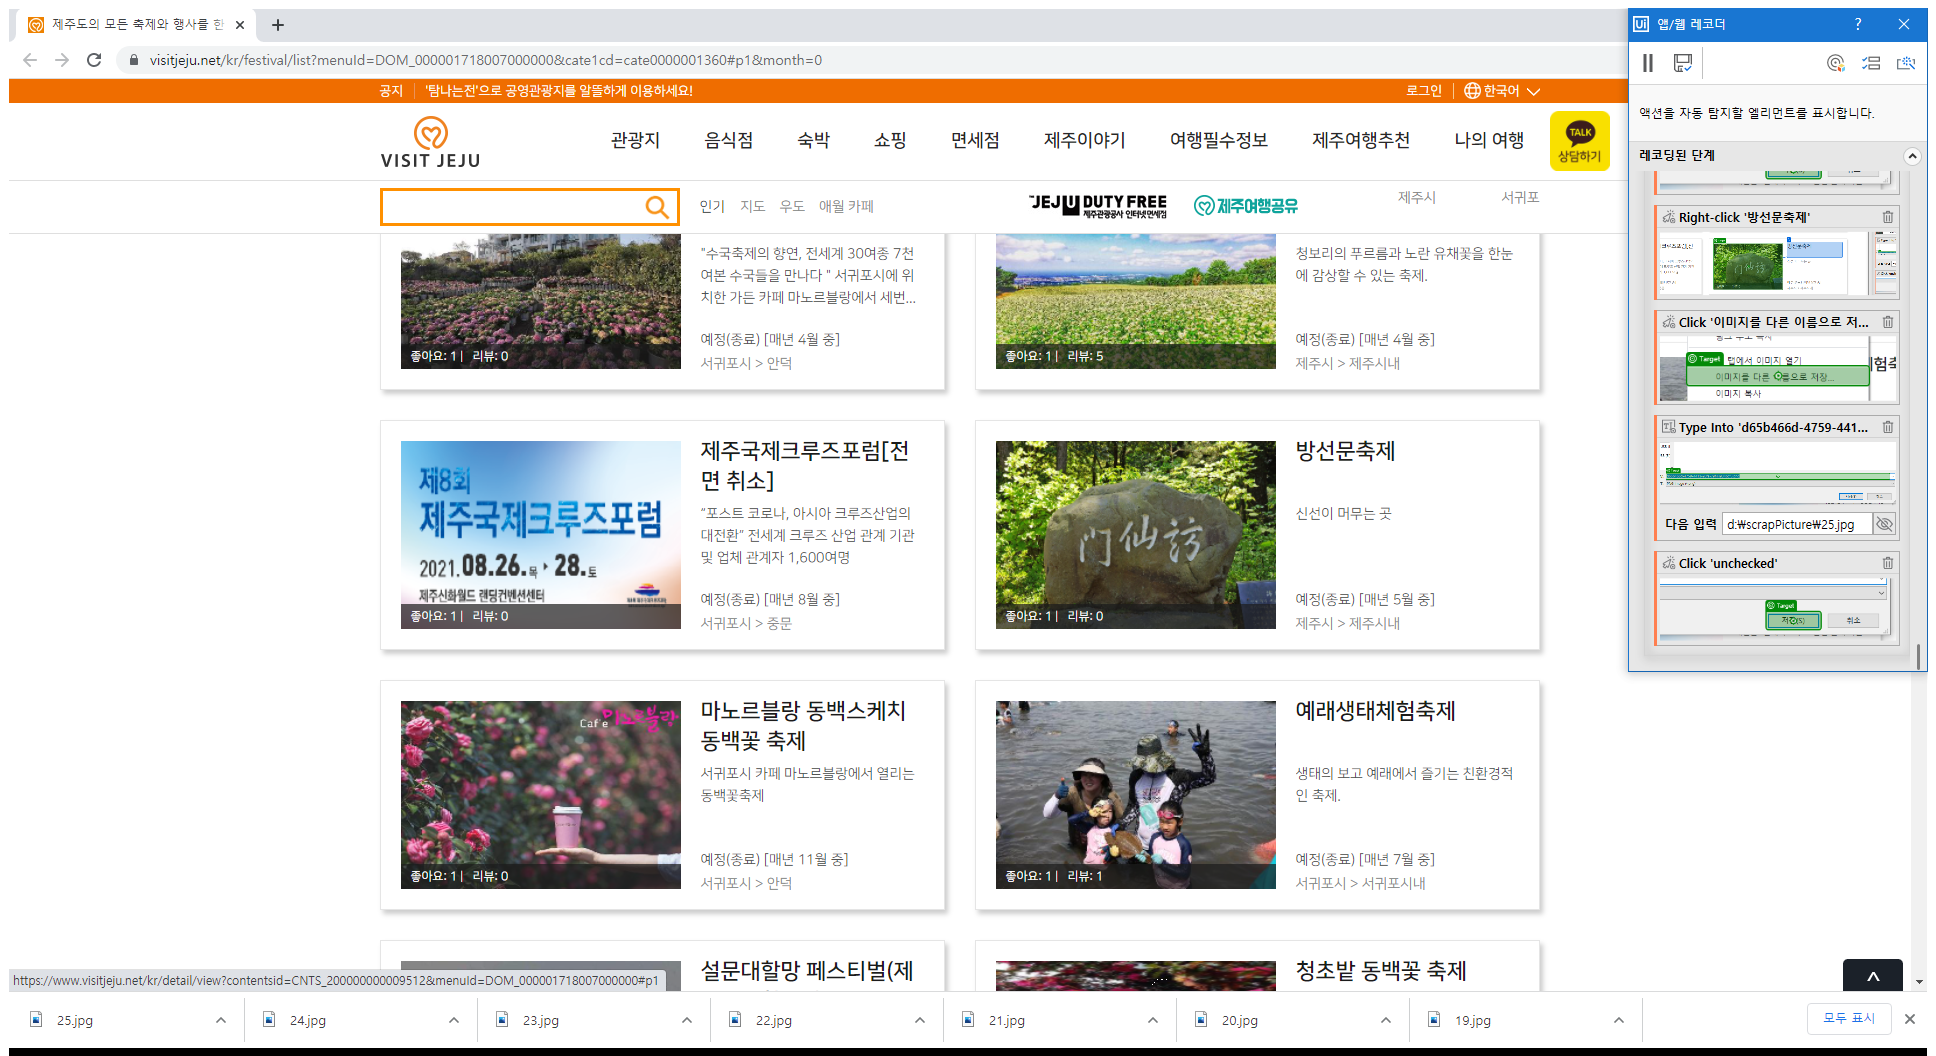 제주도의 모든 축제와 행사를 한
visitjeju.net/kr/festival/list?menuId=DOM_000001718007000000&cate1cd=cate0000001360#p1&month=0
공지 '탐나는전'으로 공영관광지를 알뜰하게 이용하세요!
로그인 한국어
VISIT JEJU
관광지 음식점 숙박 쇼핑 면세점 제주이야기 여행필수정보 제주여행추천 나의 여행
TALK
상담하기
인기 지도 우도 애월 카페
JEJU DUTY FREE
제주관광공사 인터넷면세점
제주여행공유
제주시 서귀포
"수국축제의 향연, 전세계 30여종 7천
여본 수국들을 만나다 " 서귀포시에 위
치한 가든 카페 마노르블랑에서 세번...
예정(종료) [매년 4월 중]
서귀포시 > 안덕
좋아요: 1 | 리뷰: 0
청보리의 푸르름과 노란 유채꽃을 한눈
에 감상할 수 있는 축제.
예정(종료) [매년 4월 중]
제주시 > 제주시내
좋아요: 1 | 리뷰: 5
제8회
제주국제크루즈포럼
2021.08.26.목 28.토
제주신화월드 랜딩컨벤션센터
좋아요: 1 | 리뷰: 0
제주국제크루즈포럼[전
면 취소]
"포스트 코로나, 아시아 크루즈산업의
대전환" 전세계 크루즈 산업 관계 기관
및 업체 관계자 1,600여명
예정(종료) [매년 8월 중]
서귀포시 > 중문
门仙访
좋아요: 1 | 리뷰: 0
방선문축제
신선이 머무는 곳
예정(종료) [매년 5월 중]
제주시 > 제주시내
Cafe 마노르블랑
좋아요: 1 | 리뷰: 0
마노르블랑 동백스케치
동백꽃 축제
서귀포시 카페 마노르블랑에서 열리는
동백꽃축제
예정(종료) [매년 11월 중]
서귀포시 > 안덕
좋아요: 1 | 리뷰: 1
예래생태체험축제
생태의 보고 예래에서 즐기는 친환경적
인 축제.
예정(종료) [매년 7월 중]
서귀포시 > 서귀포시내
설문대할망 페스티벌(제
청초밭 동백꽃 축제
https://www.visitjeju.net/kr/detail/view?contentsid=CNTS_200000000009512&menuId=DOM_000001718007000000#p1
25.jpg 24.jpg 23.jpg 22.jpg 21.jpg 20.jpg 19.jpg 모두 표시
Ui 앱/웹 레코더 ?
액션을 자동 탐지할 엘리먼트를 표시합니다.
레코딩된 단계
Right-click '방선문축제'
Click '이미지를 다른 이름으로 저...
Target
탭에서 이미지 열기
이미지를 다른 이름으로 저장...
이미지 복사
Type Into 'd65b466d-4759-441...
다음 입력 d:₩scrapPicture₩25.jpg
Click 'unchecked'
Target
저장(S) 취소